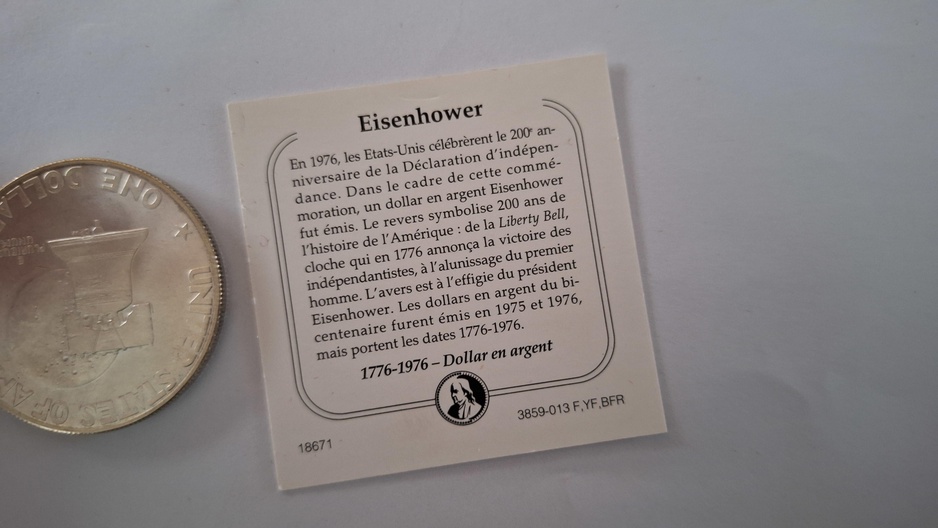 Eisenhower
En 1976, les Etats-Unis célébrèrent le 200e an-
niversaire de la Déclaration d'indépen-
dance. Dans le cadre de cette commé-
moration, un dollar en argent Eisenhower
fut émis. Le revers symbolise 200 ans de
l'histoire de l'Amérique : de la Liberty Bell,
cloche qui en 1776 annonça la victoire des
indépendantistes, à l'alunissage du premier
homme. L'avers est à l'effigie du président
Eisenhower. Les dollars en argent du bi-
centenaire furent émis en 1975 et 1976,
mais portent les dates 1776-1976.
1776-1976 – Dollar en argent
3859-013 F,YF,BFR
18671
ONE DOLLA
UNITED STATES OF A